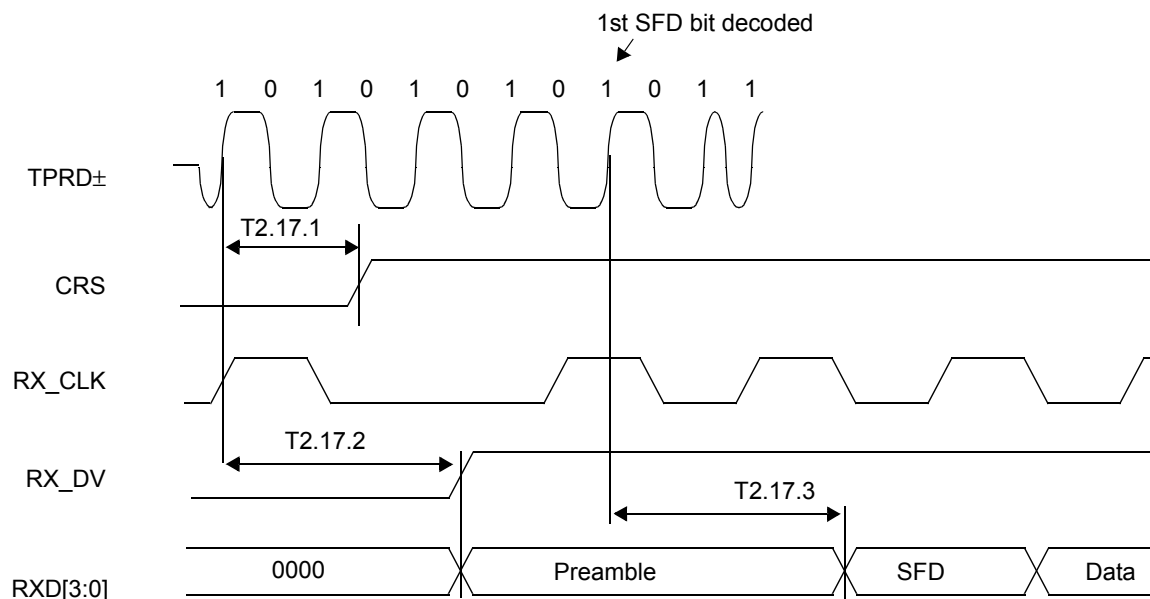 1st SFD bit decoded
1 0 1 0 1 0 1 0 1 0 1 1
TPRD±
T2.17.1
CRS
RX_CLK
T2.17.2
RX_DV
T2.17.3
RXD[3:0]
0000 Preamble SFD Data